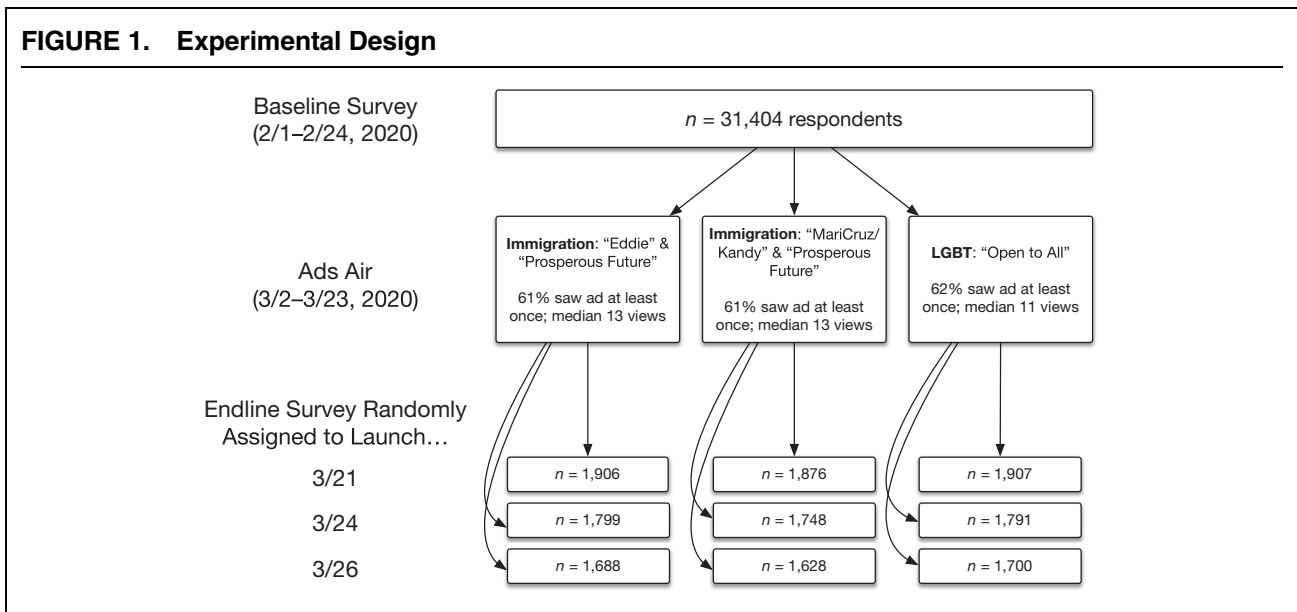 FIGURE 1. Experimental Design
Baseline Survey
(2/1–2/24, 2020)
n = 31,404 respondents
Ads Air
(3/2–3/23, 2020)
Immigration: “Eddie” &
“Prosperous Future”
61% saw ad at least
once; median 13 views
Immigration: “MariCruz/
Kandy” & “Prosperous
Future”
61% saw ad at least
once; median 13 views
LGBT: “Open to All”
62% saw ad at least
once; median 11 views
Endline Survey Randomly
Assigned to Launch…
3/21
n = 1,906
n = 1,876
n = 1,907
3/24
n = 1,799
n = 1,748
n = 1,791
3/26
n = 1,688
n = 1,628
n = 1,700